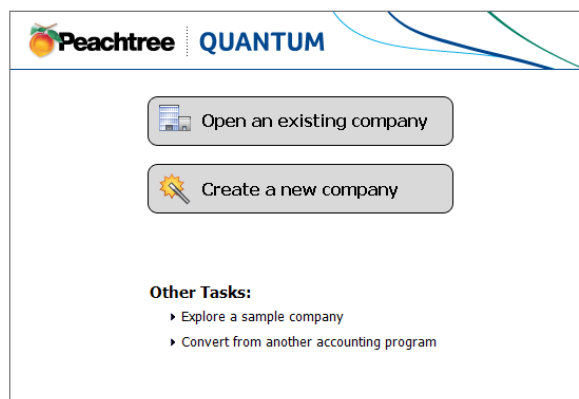 Peachtree QUANTUM
Open an existing company
Create a new company
Other Tasks:
Explore a sample company
Convert from another accounting program